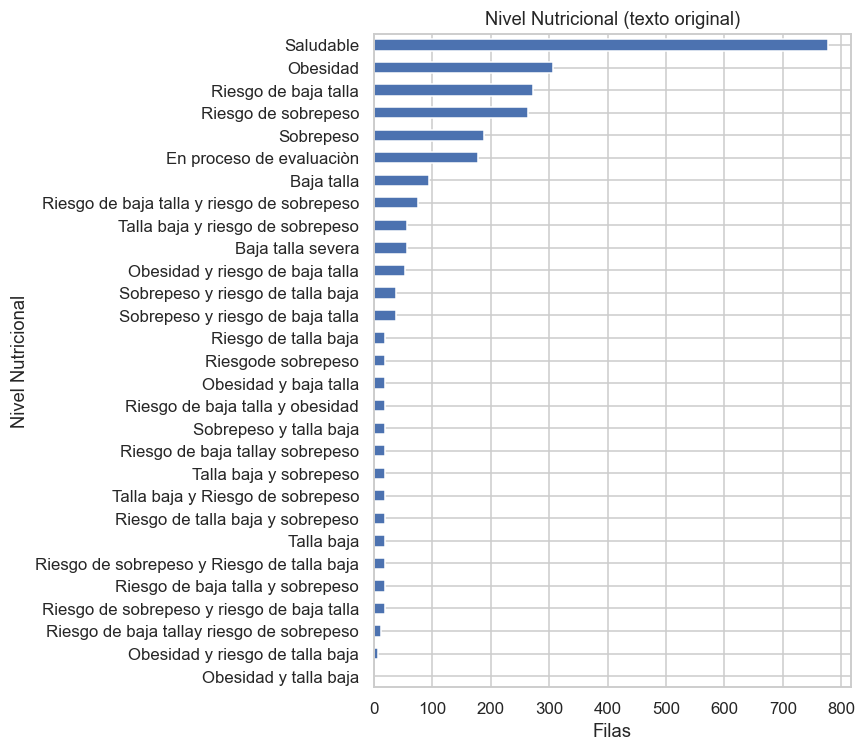 Nivel Nutricional (texto original)
Saludable
Obesidad
Riesgo de baja talla
Riesgo de sobrepeso
Sobrepeso
En proceso de evaluaciòn
Baja talla
Riesgo de baja talla y riesgo de sobrepeso
Talla baja y riesgo de sobrepeso
Baja talla severa
Obesidad y riesgo de baja talla
Sobrepeso y riesgo de talla baja
Sobrepeso y riesgo de baja talla
Riesgo de talla baja
Riesgode sobrepeso
Obesidad y baja talla
Riesgo de baja talla y obesidad
Sobrepeso y talla baja
Riesgo de baja tallay sobrepeso
Talla baja y sobrepeso
Talla baja y Riesgo de sobrepeso
Riesgo de talla baja y sobrepeso
Talla baja
Riesgo de sobrepeso y Riesgo de talla baja
Riesgo de baja talla y sobrepeso
Riesgo de sobrepeso y riesgo de baja talla
Riesgo de baja tallay riesgo de sobrepeso
Obesidad y riesgo de talla baja
Obesidad y talla baja
Nivel Nutricional
0 100 200 300 400 500 600 700 800
Filas